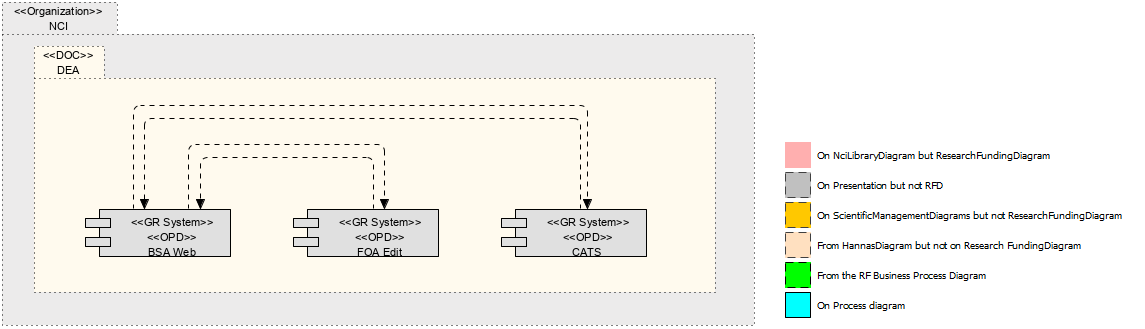 <<Organization>>
NCI
<<DOC>>
DEA
<<GR System>>
<<OPD>>
BSA Web
<<GR System>>
<<OPD>>
FOA Edit
<<GR System>>
<<OPD>>
CATS
On NciLibraryDiagram but ResearchFundingDiagram
On Presentation but not RFD
On ScientificManagementDiagrams but not ResearchFundingDiagram
From HannasDiagram but not on Research FundingDiagram
From the RF Business Process Diagram
On Process diagram